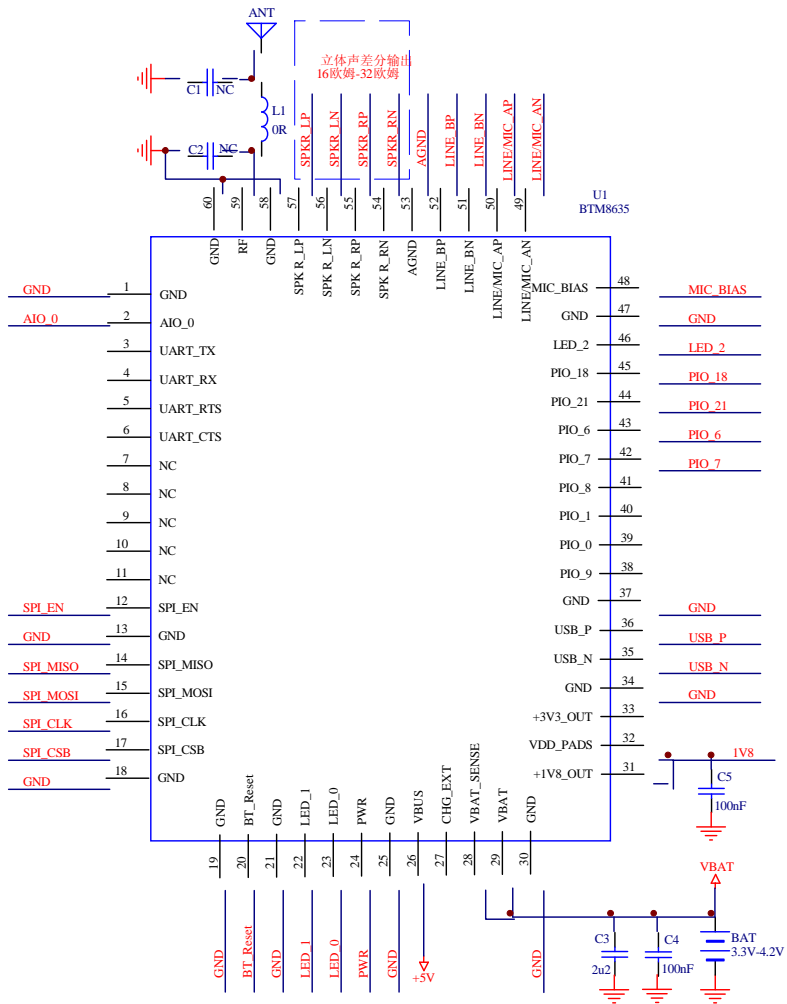 ANT
立体声差分输出
16欧姆-32欧姆
C1
NC
L1
0R
C2
NC
SPKR_LP
SPKR_LN
SPKR_RP
SPKR_RN
AGND
LINE_BP
LINE_BN
LINE/MIC_AP
LINE/MIC_AN
60
59
58
57
56
55
54
53
52
51
50
49
U1
BTM8635
GND
RF
GND
SPK R_LP
SPK R_LN
SPK R_RP
SPK R_RN
AGND
LINE_BP
LINE_BN
LINE/MIC_AP
LINE/MIC_AN
GND 1 GND
AIO_0 2 AIO_0
3 UART_TX
4 UART_RX
5 UART_RTS
6 UART_CTS
7 NC
8 NC
9 NC
10 NC
11 NC
SPI_EN 12 SPI_EN
GND 13 GND
SPI_MISO 14 SPI_MISO
SPI_MOSI 15 SPI_MOSI
SPI_CLK 16 SPI_CLK
SPI_CSB 17 SPI_CSB
GND 18 GND
MIC_BIAS 48 MIC_BIAS
GND 47 GND
LED_2 46 LED_2
PIO_18 45 PIO_18
PIO_21 44 PIO_21
PIO_6 43 PIO_6
PIO_7 42 PIO_7
PIO_8 41
PIO_1 40
PIO_0 39
PIO_9 38
GND 37 GND
USB_P 36 USB_P
USB_N 35 USB_N
GND 34 GND
+3V3_OUT 33
VDD_PADS 32
+1V8_OUT 31
1V8
C5
100nF
GND
BT_Reset
GND
LED_1
LED_0
PWR
GND
VBUS
CHG_EXT
VBAT_SENSE
VBAT
GND
19
20
21
22
23
24
25
26
27
28
29
30
GND
BT_Reset
GND
LED_1
LED_0
PWR
GND
+5V
GND
VBAT
C3
2u2
C4
100nF
BAT
3.3V-4.2V